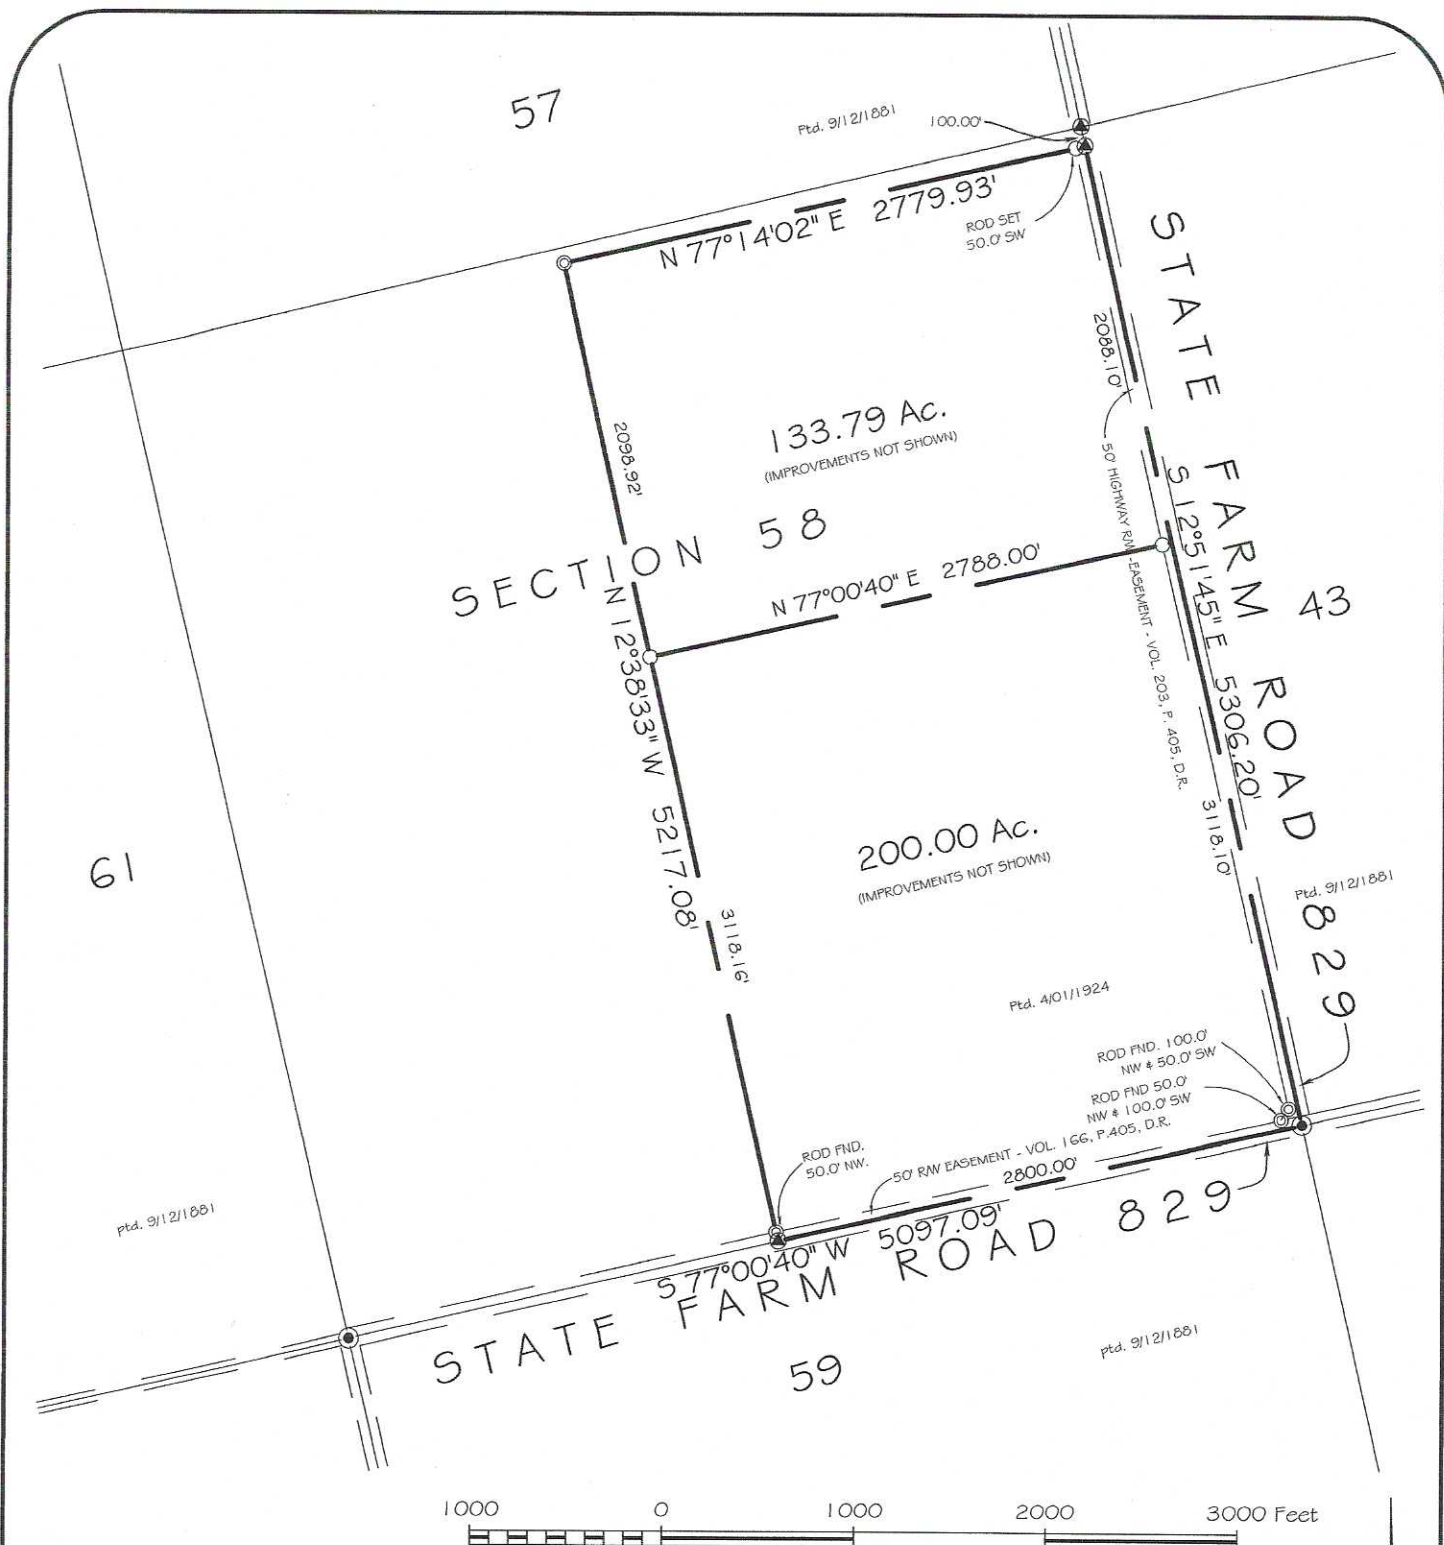 57
Ptd. 9/12/1881
100.00'
N 77°14'02" E 2779.93'
ROD SET
50.0' SW
STATE FARM ROAD 829
2088.10'
133.79 Ac.
(IMPROVEMENTS NOT SHOWN)
2098.92'
50' HIGHWAY R/W-EASEMENT - VOL. 203, P. 405, D.R.
S 12°51'45" E 5306.20'
SECTION 58
N 77°00'40" E 2788.00'
43
N 12°38'33" W 5217.08'
61
200.00 Ac.
(IMPROVEMENTS NOT SHOWN)
3118.10'
Ptd. 9/12/1881
3118.16'
Ptd. 4/01/1924
ROD FND. 100.0'
NW & 50.0' SW
ROD FND 50.0'
NW & 100.0' SW
ROD FND.
50.0' NW.
50' R/W EASEMENT - VOL. 166, P.405, D.R.
2800.00'
ptd. 9/12/1881
S 77°00'40" W 5097.09'
STATE FARM ROAD 829
59
ptd. 9/12/1881
1000 0 1000 2000 3000 Feet